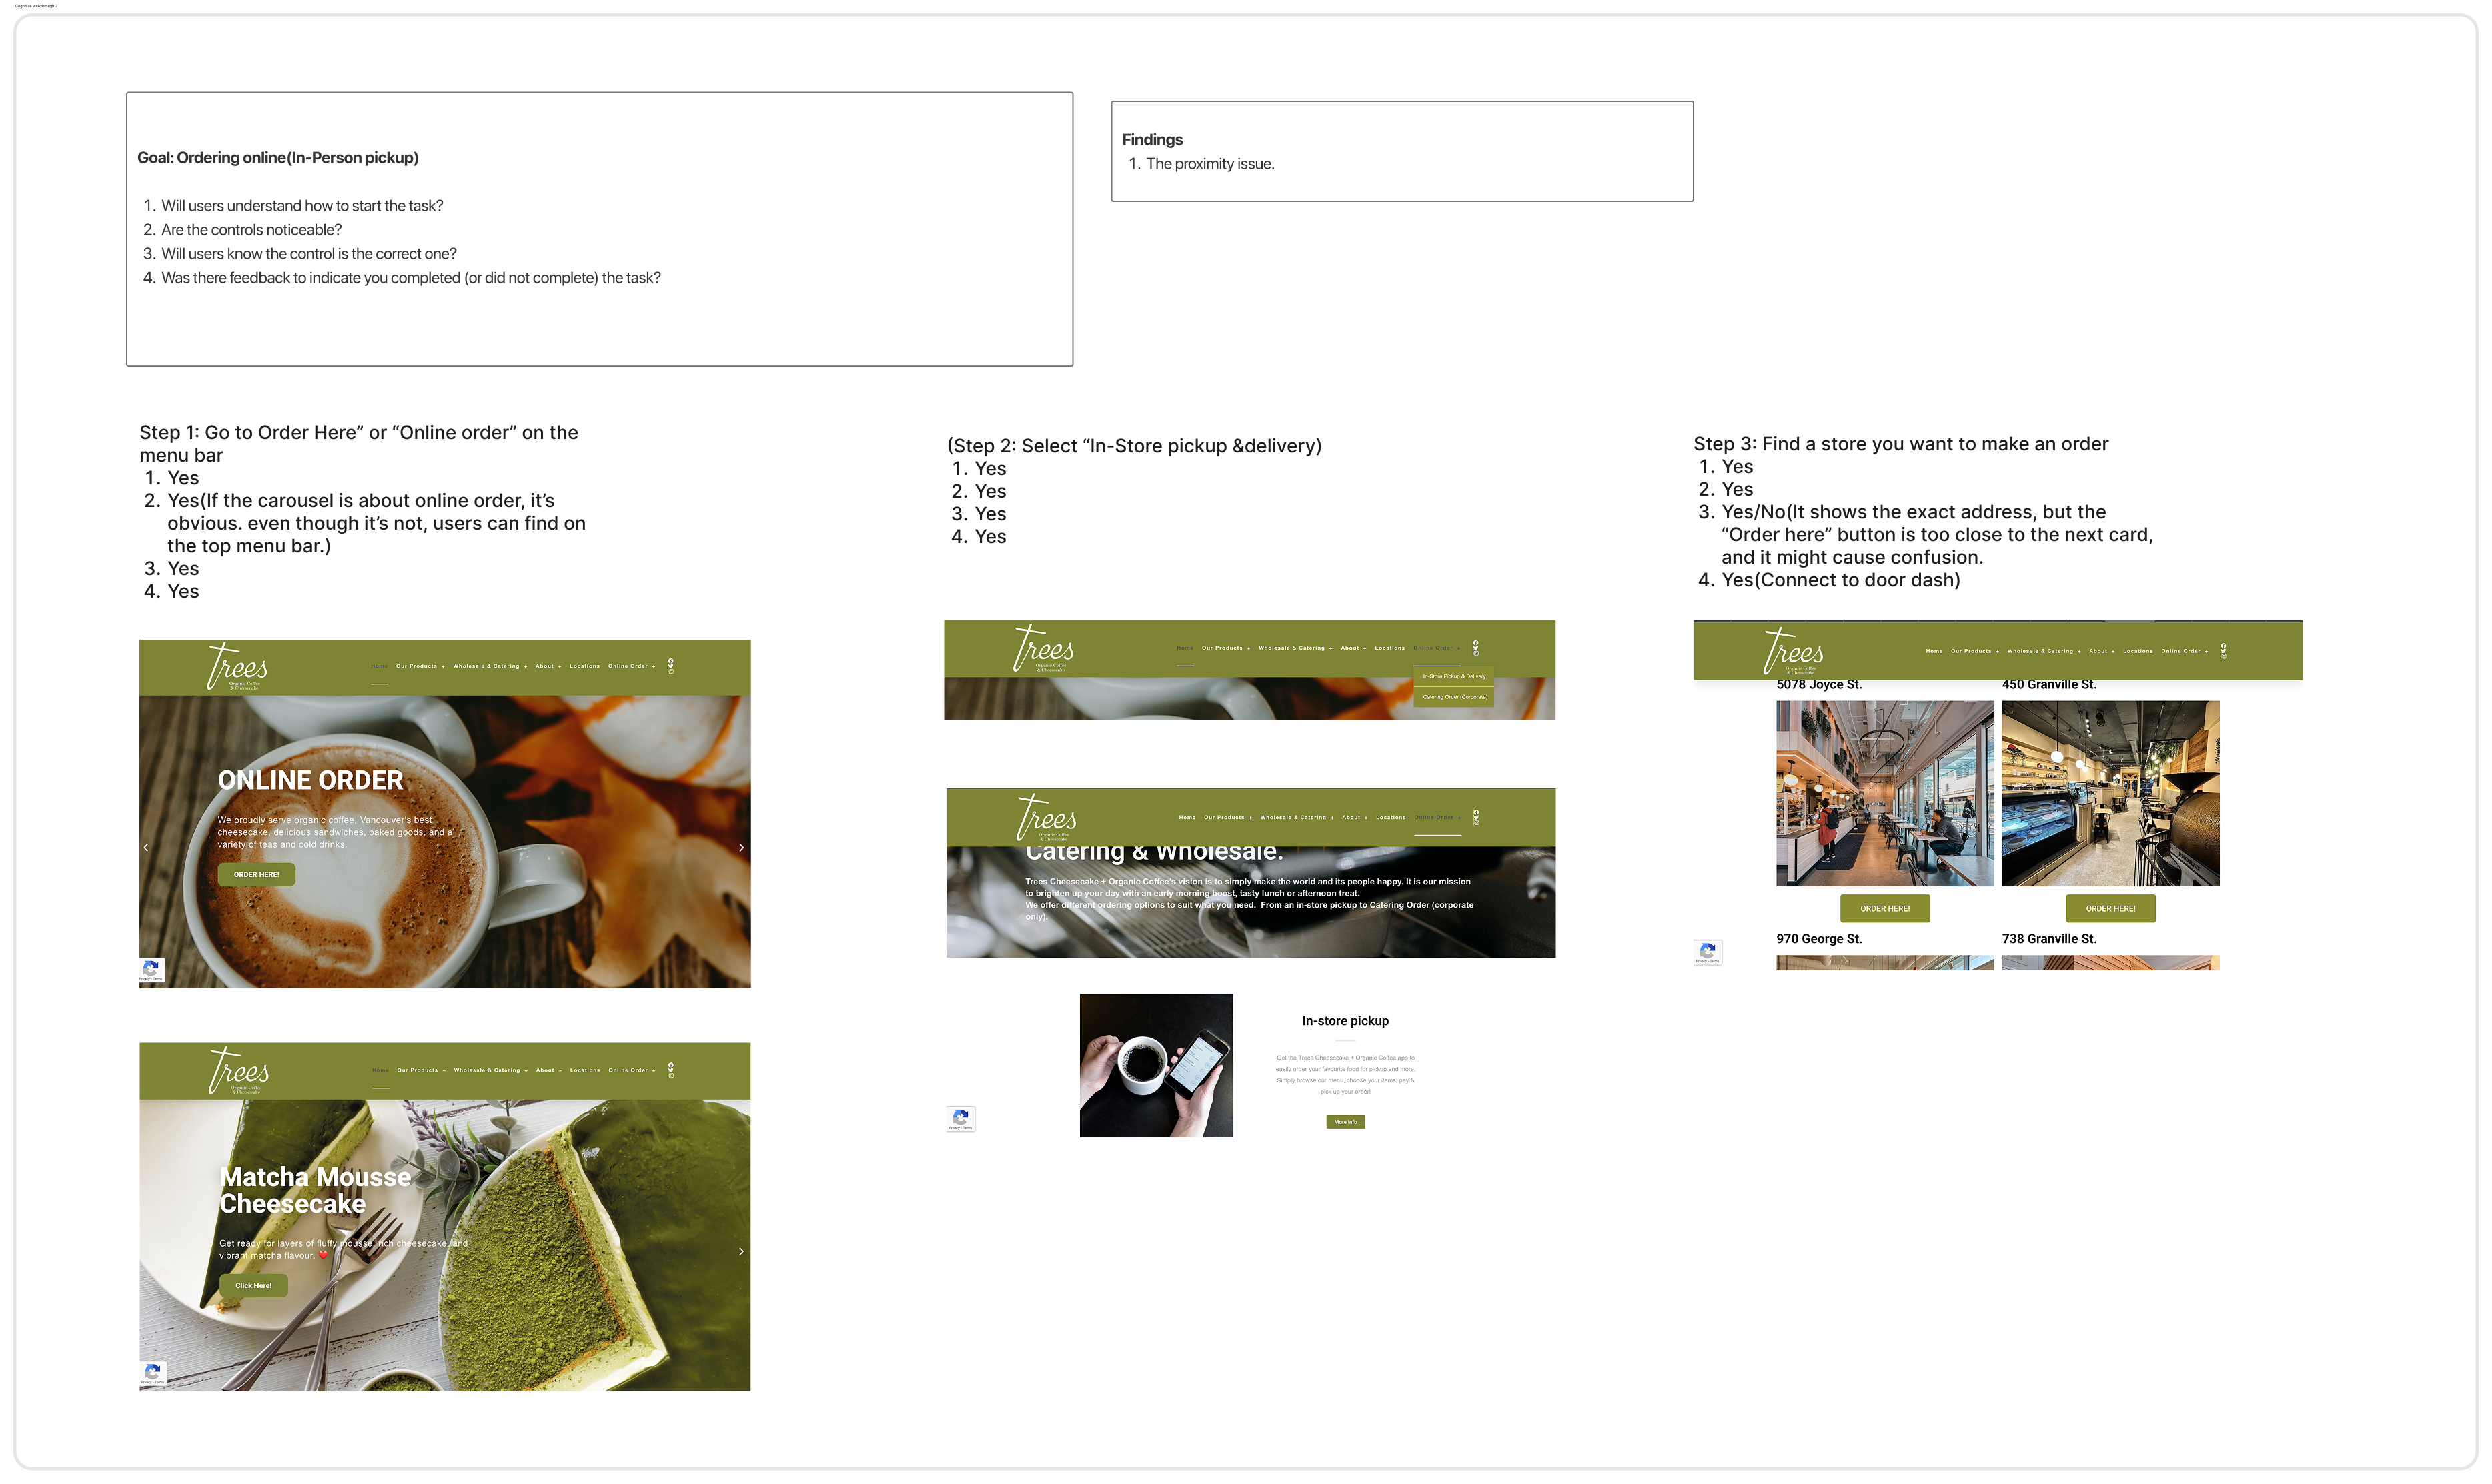 Cognitive walkthrough 2
Goal: Ordering online(In-Person pickup)
1. Will users understand how to start the task?
2. Are the controls noticeable?
3. Will users know the control is the correct one?
4. Was there feedback to indicate you completed (or did not complete) the task?
Findings
1. The proximity issue.
Step 1: Go to Order Here” or “Online order” on the
menu bar
1. Yes
2. Yes(If the carousel is about online order, it’s
obvious. even though it’s not, users can find on
the top menu bar.)
3. Yes
4. Yes
trees
Organic Coffee
& Cheesecake
Home Our Products + Wholesale & Catering + About + Locations Online Order +
ONLINE ORDER
We proudly serve organic coffee, Vancouver's best
cheesecake, delicious sandwiches, baked goods, and a
variety of teas and cold drinks.
ORDER HERE!
Privacy - Terms
trees
Organic Coffee
& Cheesecake
Home Our Products + Wholesale & Catering + About + Locations Online Order +
Matcha Mousse
Cheesecake
Get ready for layers of fluffy mousse, rich cheesecake, and
vibrant matcha flavour. ❤️
Click Here!
Privacy - Terms
(Step 2: Select “In-Store pickup &delivery)
1. Yes
2. Yes
3. Yes
4. Yes
trees
Organic Coffee
& Cheesecake
Home Our Products + Wholesale & Catering + About + Locations Online Order +
In-Store Pickup & Delivery
Catering Order (Corporate)
trees
Organic Coffee
& Cheesecake
Home Our Products + Wholesale & Catering + About + Locations Online Order +
Catering & Wholesale.
Trees Cheesecake + Organic Coffee's vision is to simply make the world and its people happy. It is our mission
to brighten up your day with an early morning boost, tasty lunch or afternoon treat.
We offer different ordering options to suit what you need. From an in-store pickup to Catering Order (corporate
only).
In-store pickup
Get the Trees Cheesecake + Organic Coffee app to
easily order your favourite food for pickup and more.
Simply browse our menu, choose your items, pay &
pick up your order!
More Info
Privacy - Terms
Step 3: Find a store you want to make an order
1. Yes
2. Yes
3. Yes/No(It shows the exact address, but the
“Order here” button is too close to the next card,
and it might cause confusion.
4. Yes(Connect to door dash)
trees
Organic Coffee
& Cheesecake
Home Our Products + Wholesale & Catering + About + Locations Online Order +
5078 Joyce St. 450 Granville St.
ORDER HERE! ORDER HERE!
970 George St. 738 Granville St.
Privacy - Terms